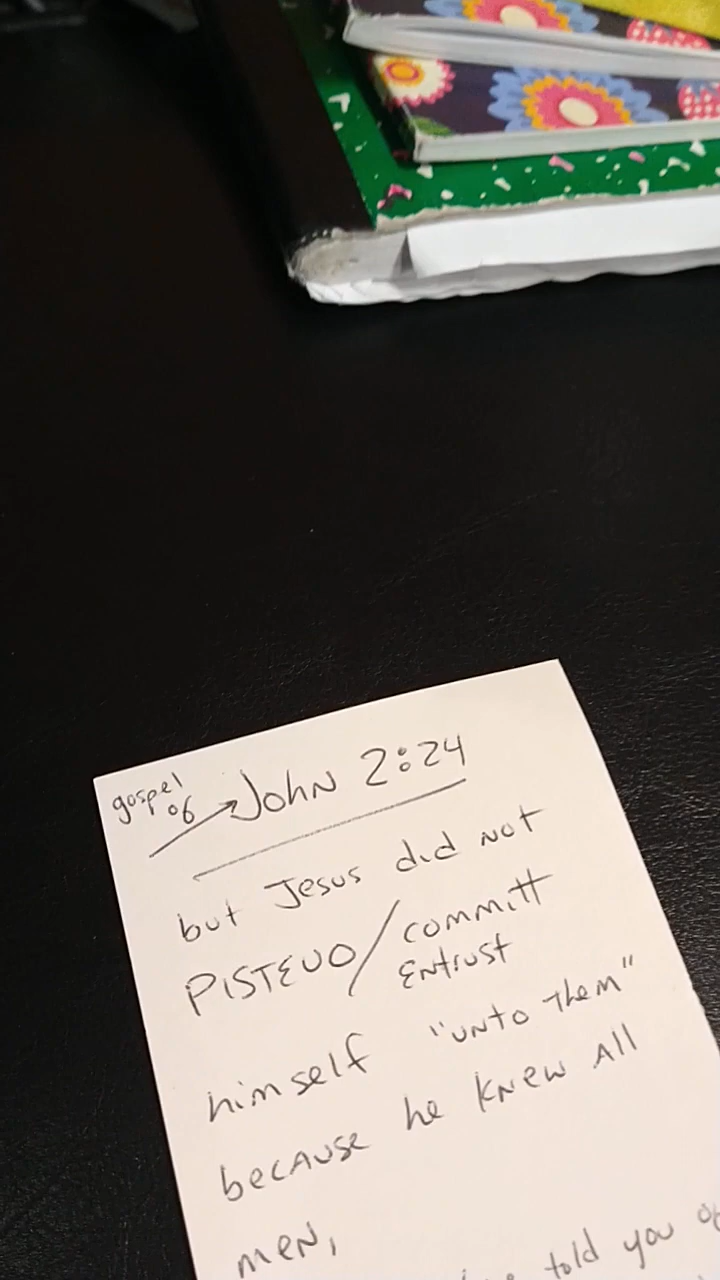 gospel
of John 2:24
but Jesus did not
PISTEUO/committ
Entrust
himself "unto them"
because he knew all
men,
told you of